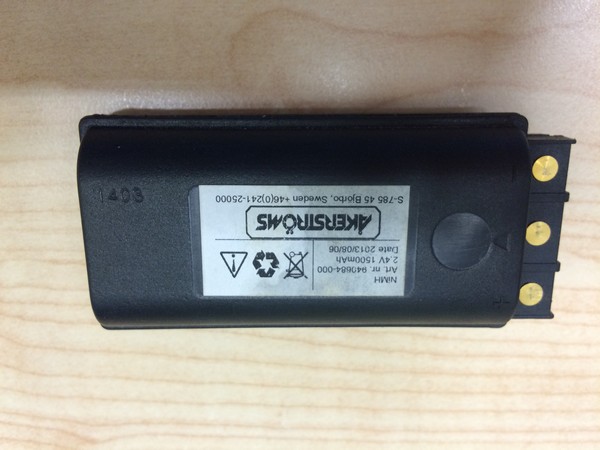 1403
NiMH
Art. nr. 940684-000
2.4V 1500mAh
Date 2013/08/06
ÅKERSTRÖMS
S-785 45 Björbo, Sweden +46(0)241-25000